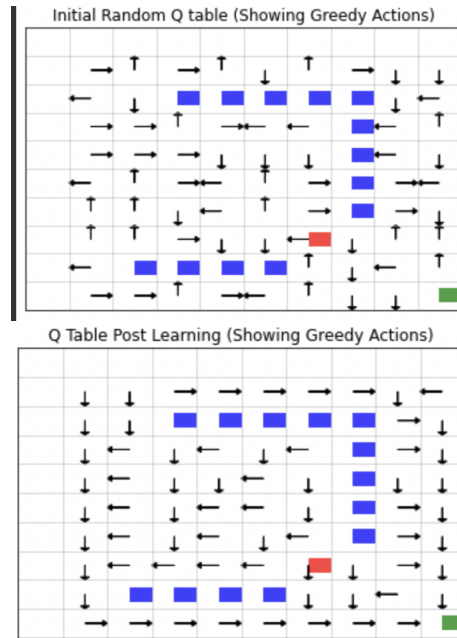 Initial Random Q table (Showing Greedy Actions)
Q Table Post Learning (Showing Greedy Actions)